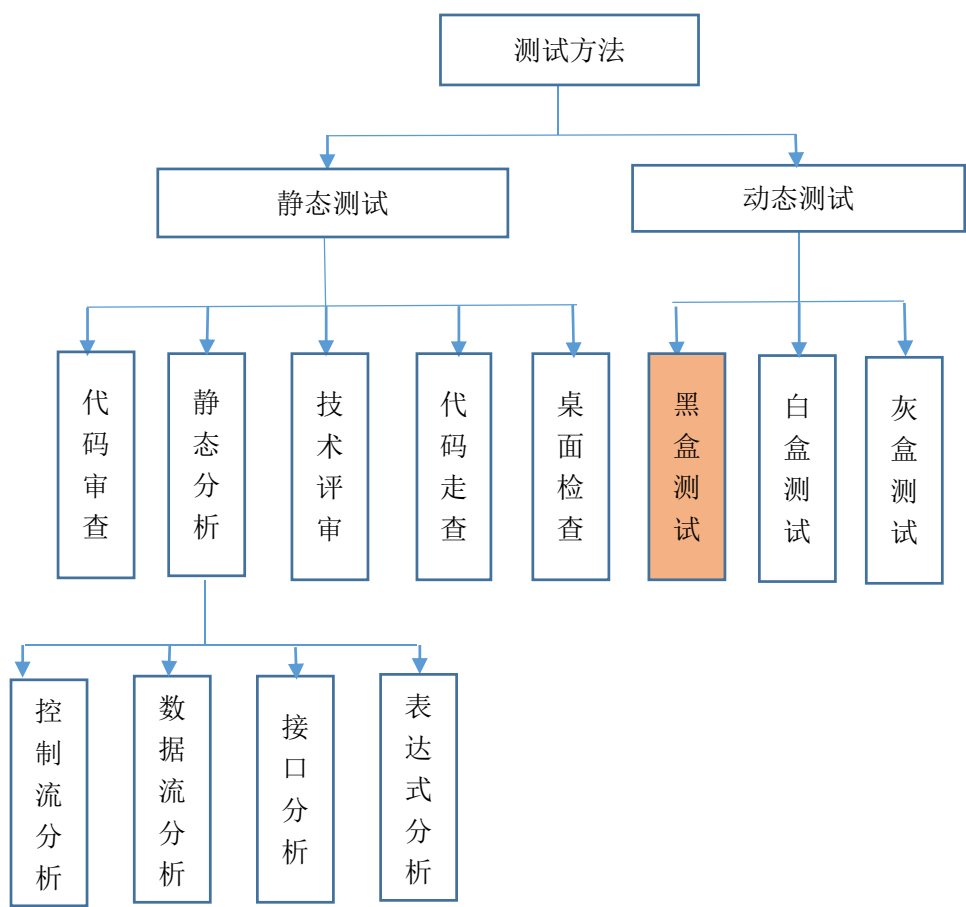 测试方法
静态测试
动态测试
代码审查
静态分析
技术评审
代码走查
桌面检查
黑盒测试
白盒测试
灰盒测试
控制流分析
数据流分析
接口分析
表达式分析